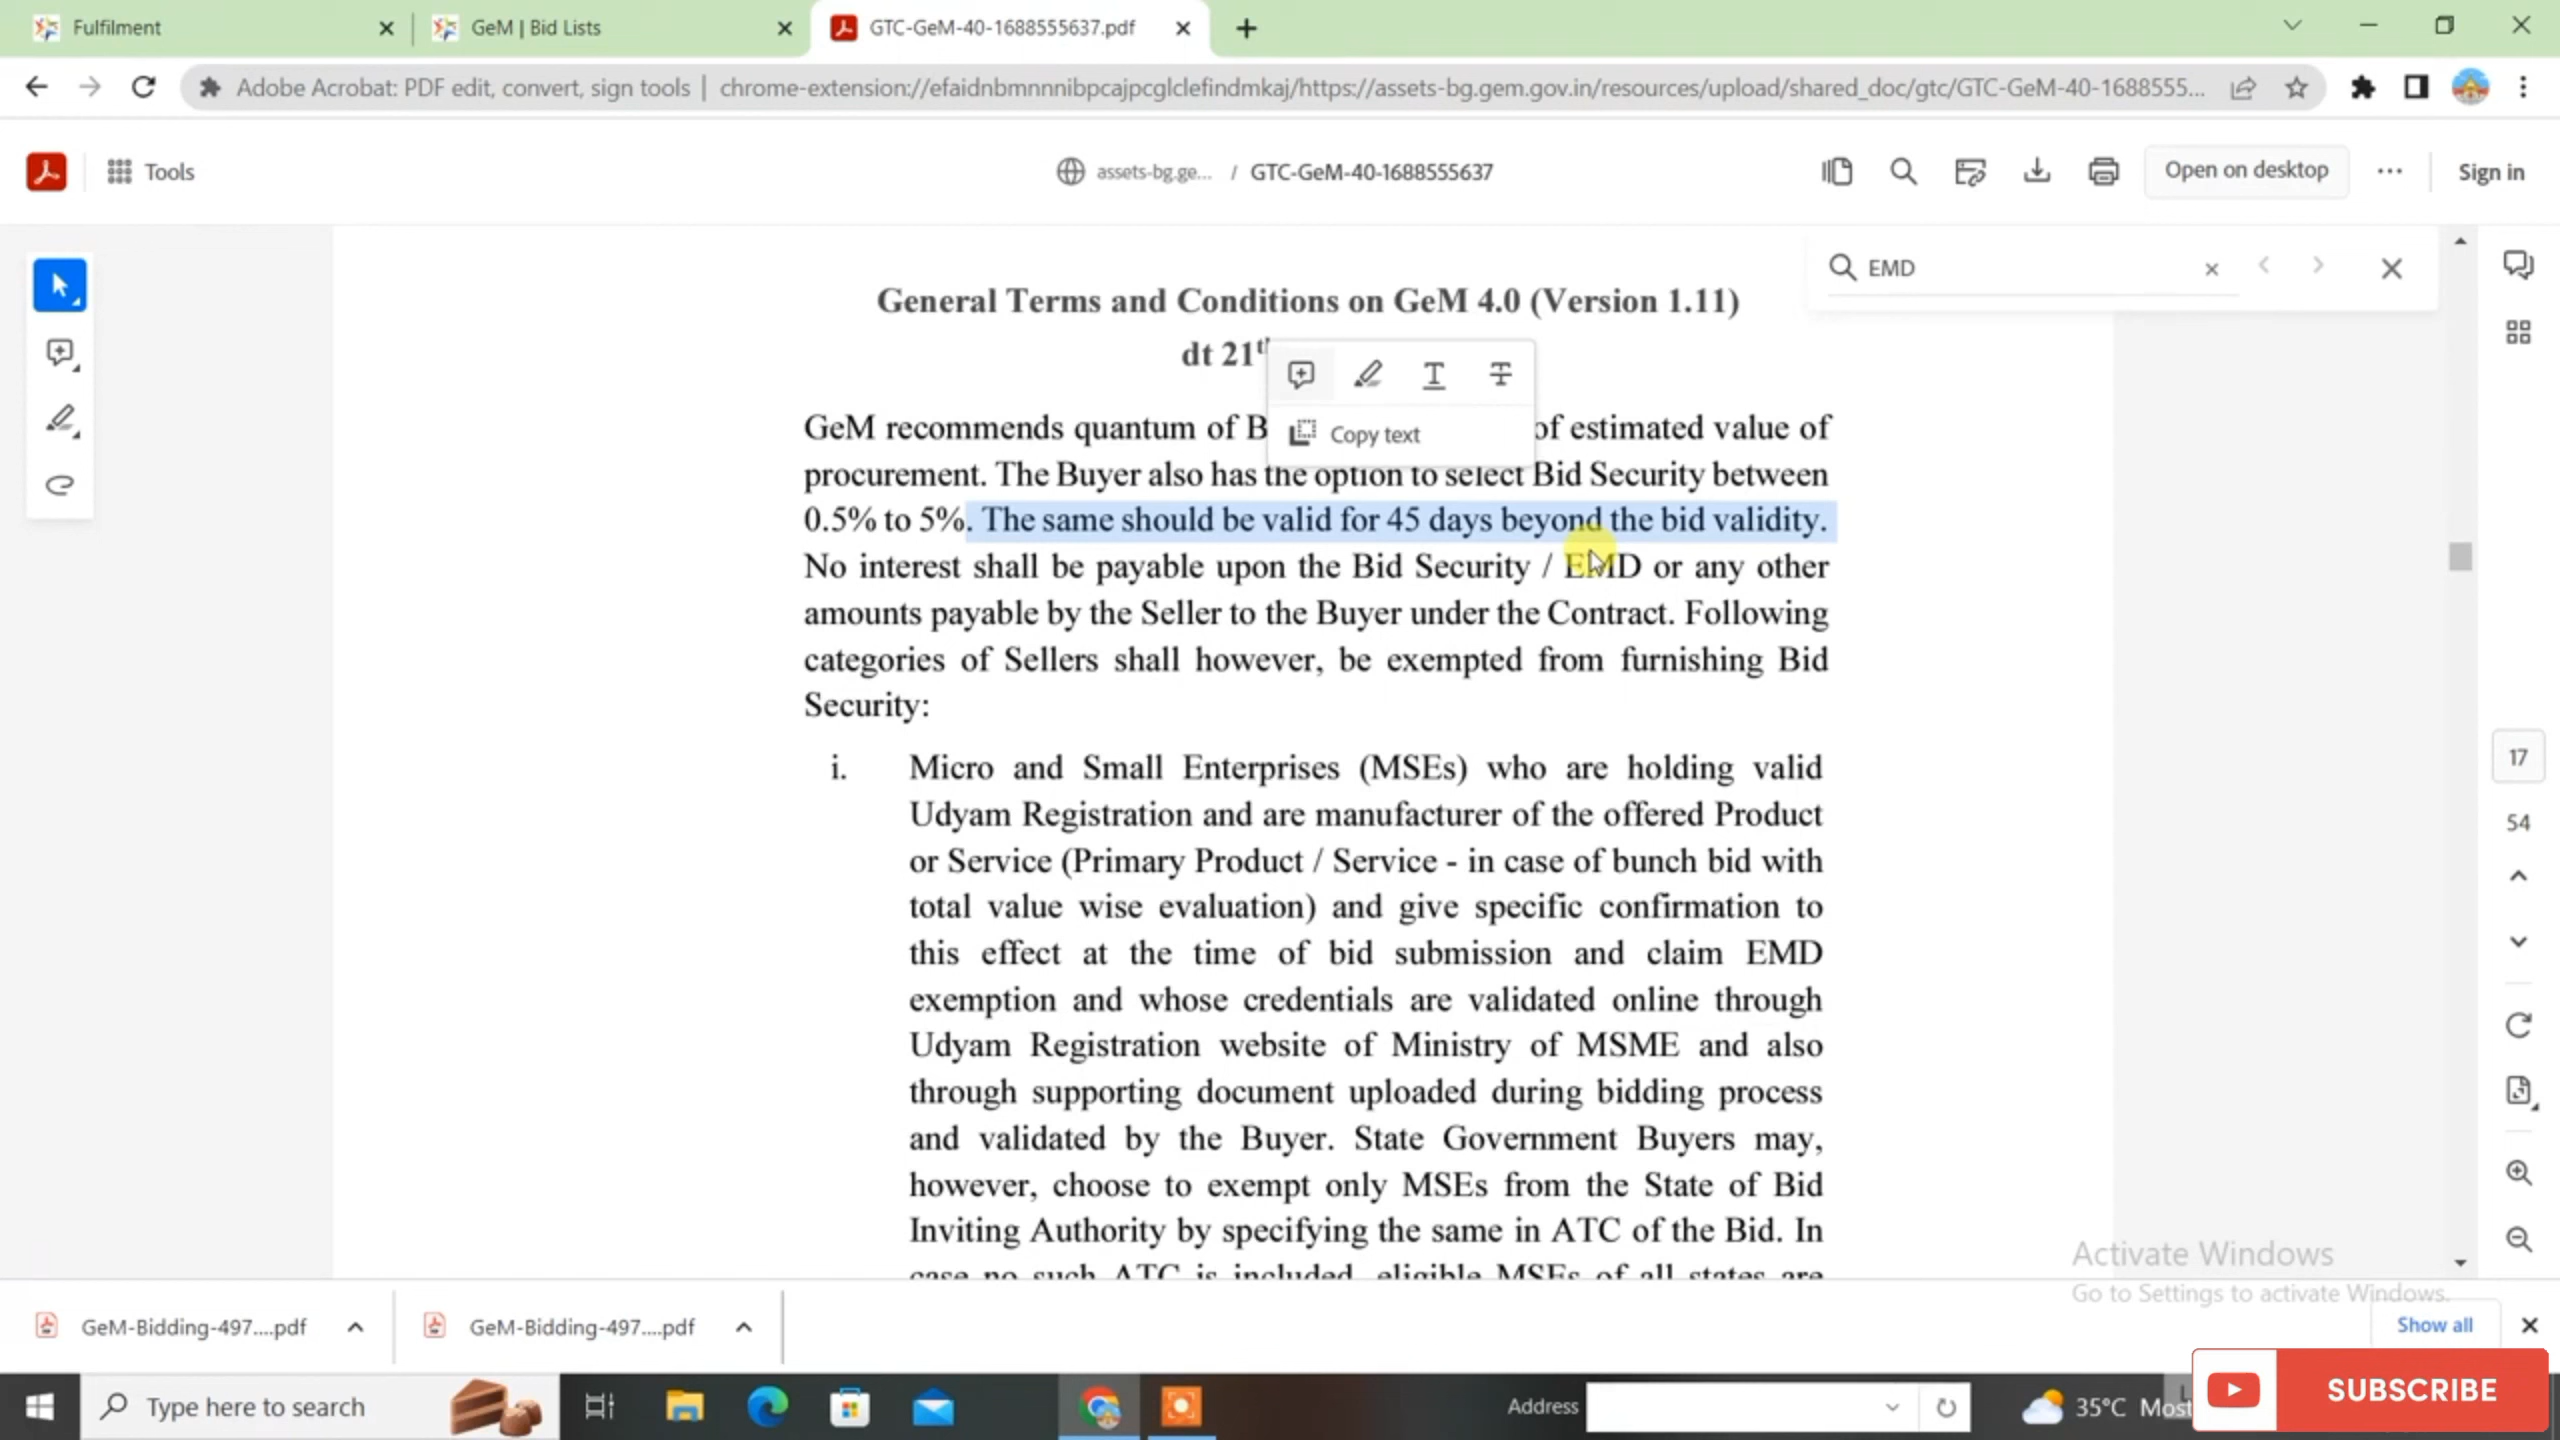 Fulfilment
GeM | Bid Lists
GTC-GeM-40-1688555637.pdf
Adobe Acrobat: PDF edit, convert, sign tools | chrome-extension://efaidnbmnnnibpcajpcglclefindmkaj/https://assets-bg.gem.gov.in/resources/upload/shared_doc/gtc/GTC-GeM-40-1688555...
Tools
assets-bg.ge... / GTC-GeM-40-1688555637
Open on desktop
Sign in
EMD
General Terms and Conditions on GeM 4.0 (Version 1.11)
dt 21
Copy text
GeM recommends quantum of of estimated value of
procurement. The Buyer also has the option to select Bid Security between
0.5% to 5%. The same should be valid for 45 days beyond the bid validity.
No interest shall be payable upon the Bid Security / EMD or any other
amounts payable by the Seller to the Buyer under the Contract. Following
categories of Sellers shall however, be exempted from furnishing Bid
Security:
i. Micro and Small Enterprises (MSEs) who are holding valid
Udyam Registration and are manufacturer of the offered Product
or Service (Primary Product / Service - in case of bunch bid with
total value wise evaluation) and give specific confirmation to
this effect at the time of bid submission and claim EMD
exemption and whose credentials are validated online through
Udyam Registration website of Ministry of MSME and also
through supporting document uploaded during bidding process
and validated by the Buyer. State Government Buyers may,
however, choose to exempt only MSEs from the State of Bid
Inviting Authority by specifying the same in ATC of the Bid. In
case no such ATC is included, eligible MSEs of all states are
17
54
Activate Windows
Go to Settings to activate Windows.
GeM-Bidding-497....pdf
GeM-Bidding-497....pdf
Show all
Type here to search
Address
35°C Most
SUBSCRIBE